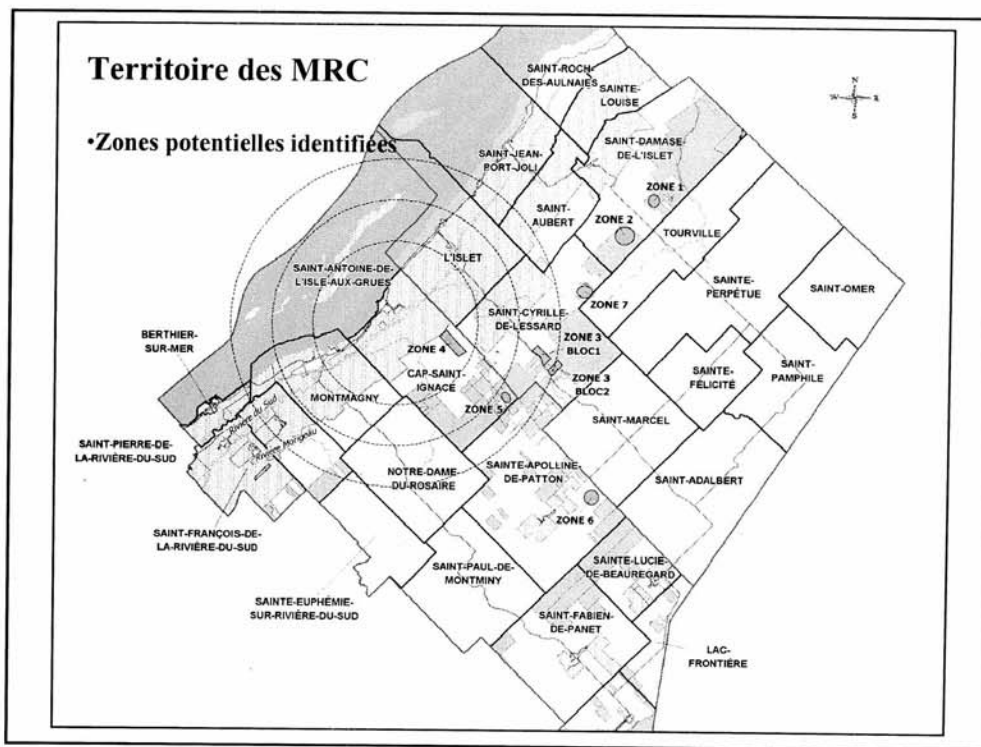 Territoire des MRC
•Zones potentielles identifiées
N
W
E
S
SAINT-ROCH-
DES-AULNAIES
SAINTE-
LOUISE
SAINT-DAMASE-
DE-L'ISLET
SAINT-JEAN-
PORT-JOLI
SAINT-
AUBERT
ZONE 1
ZONE 2
TOURVILLE
L'ISLET
SAINT-ANTOINE-DE-
L'ISLE-AUX-GRUES
SAINTE-
PERPÉTUE
SAINT-OMER
ZONE 7
SAINT-CYRILLE-
DE-LESSARD
BERTHIER-
SUR-MER
ZONE 3
BLOC1
ZONE 4
CAP-SAINT-
IGNACE
ZONE 3
BLOC2
SAINTE-
FÉLICITÉ
SAINT-
PAMPHILE
MONTMAGNY
ZONE 5
SAINT-MARCEL
Rivière du Sud
Rivière Morigeau
SAINT-PIERRE-DE-
LA-RIVIÈRE-DU-SUD
NOTRE-DAME-
DU-ROSAIRE
SAINTE-APOLLINE-
DE-PATTON
SAINT-ADALBERT
ZONE 6
SAINT-FRANÇOIS-DE-
LA-RIVIÈRE-DU-SUD
SAINT-PAUL-DE-
MONTMINY
SAINTE-LUCIE-
DE-BEAUREGARD
SAINTE-EUPHÉMIE-
SUR-RIVIÈRE-DU-SUD
SAINT-FABIEN-
DE-PANET
LAC-
FRONTIÈRE